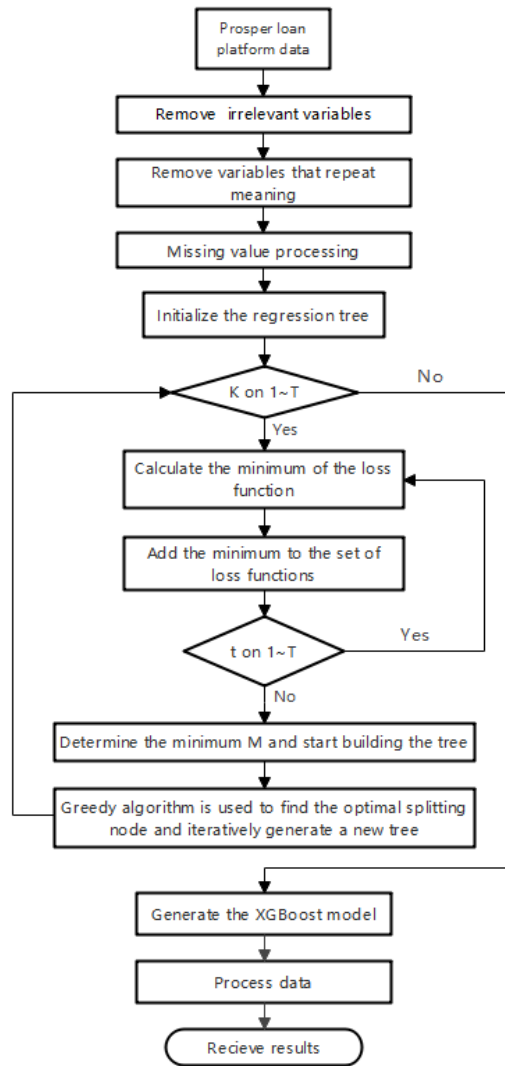 Prosper loan
platform data
Remove irrelevant variables
Remove variables that repeat
meaning
Missing value processing
Initialize the regression tree
K on 1~T
No
Yes
Calculate the minimum of the loss
function
Add the minimum to the set of
loss functions
t on 1~T
Yes
No
Determine the minimum M and start building the tree
Greedy algorithm is used to find the optimal splitting
node and iteratively generate a new tree
Generate the XGBoost model
Process data
Recieve results